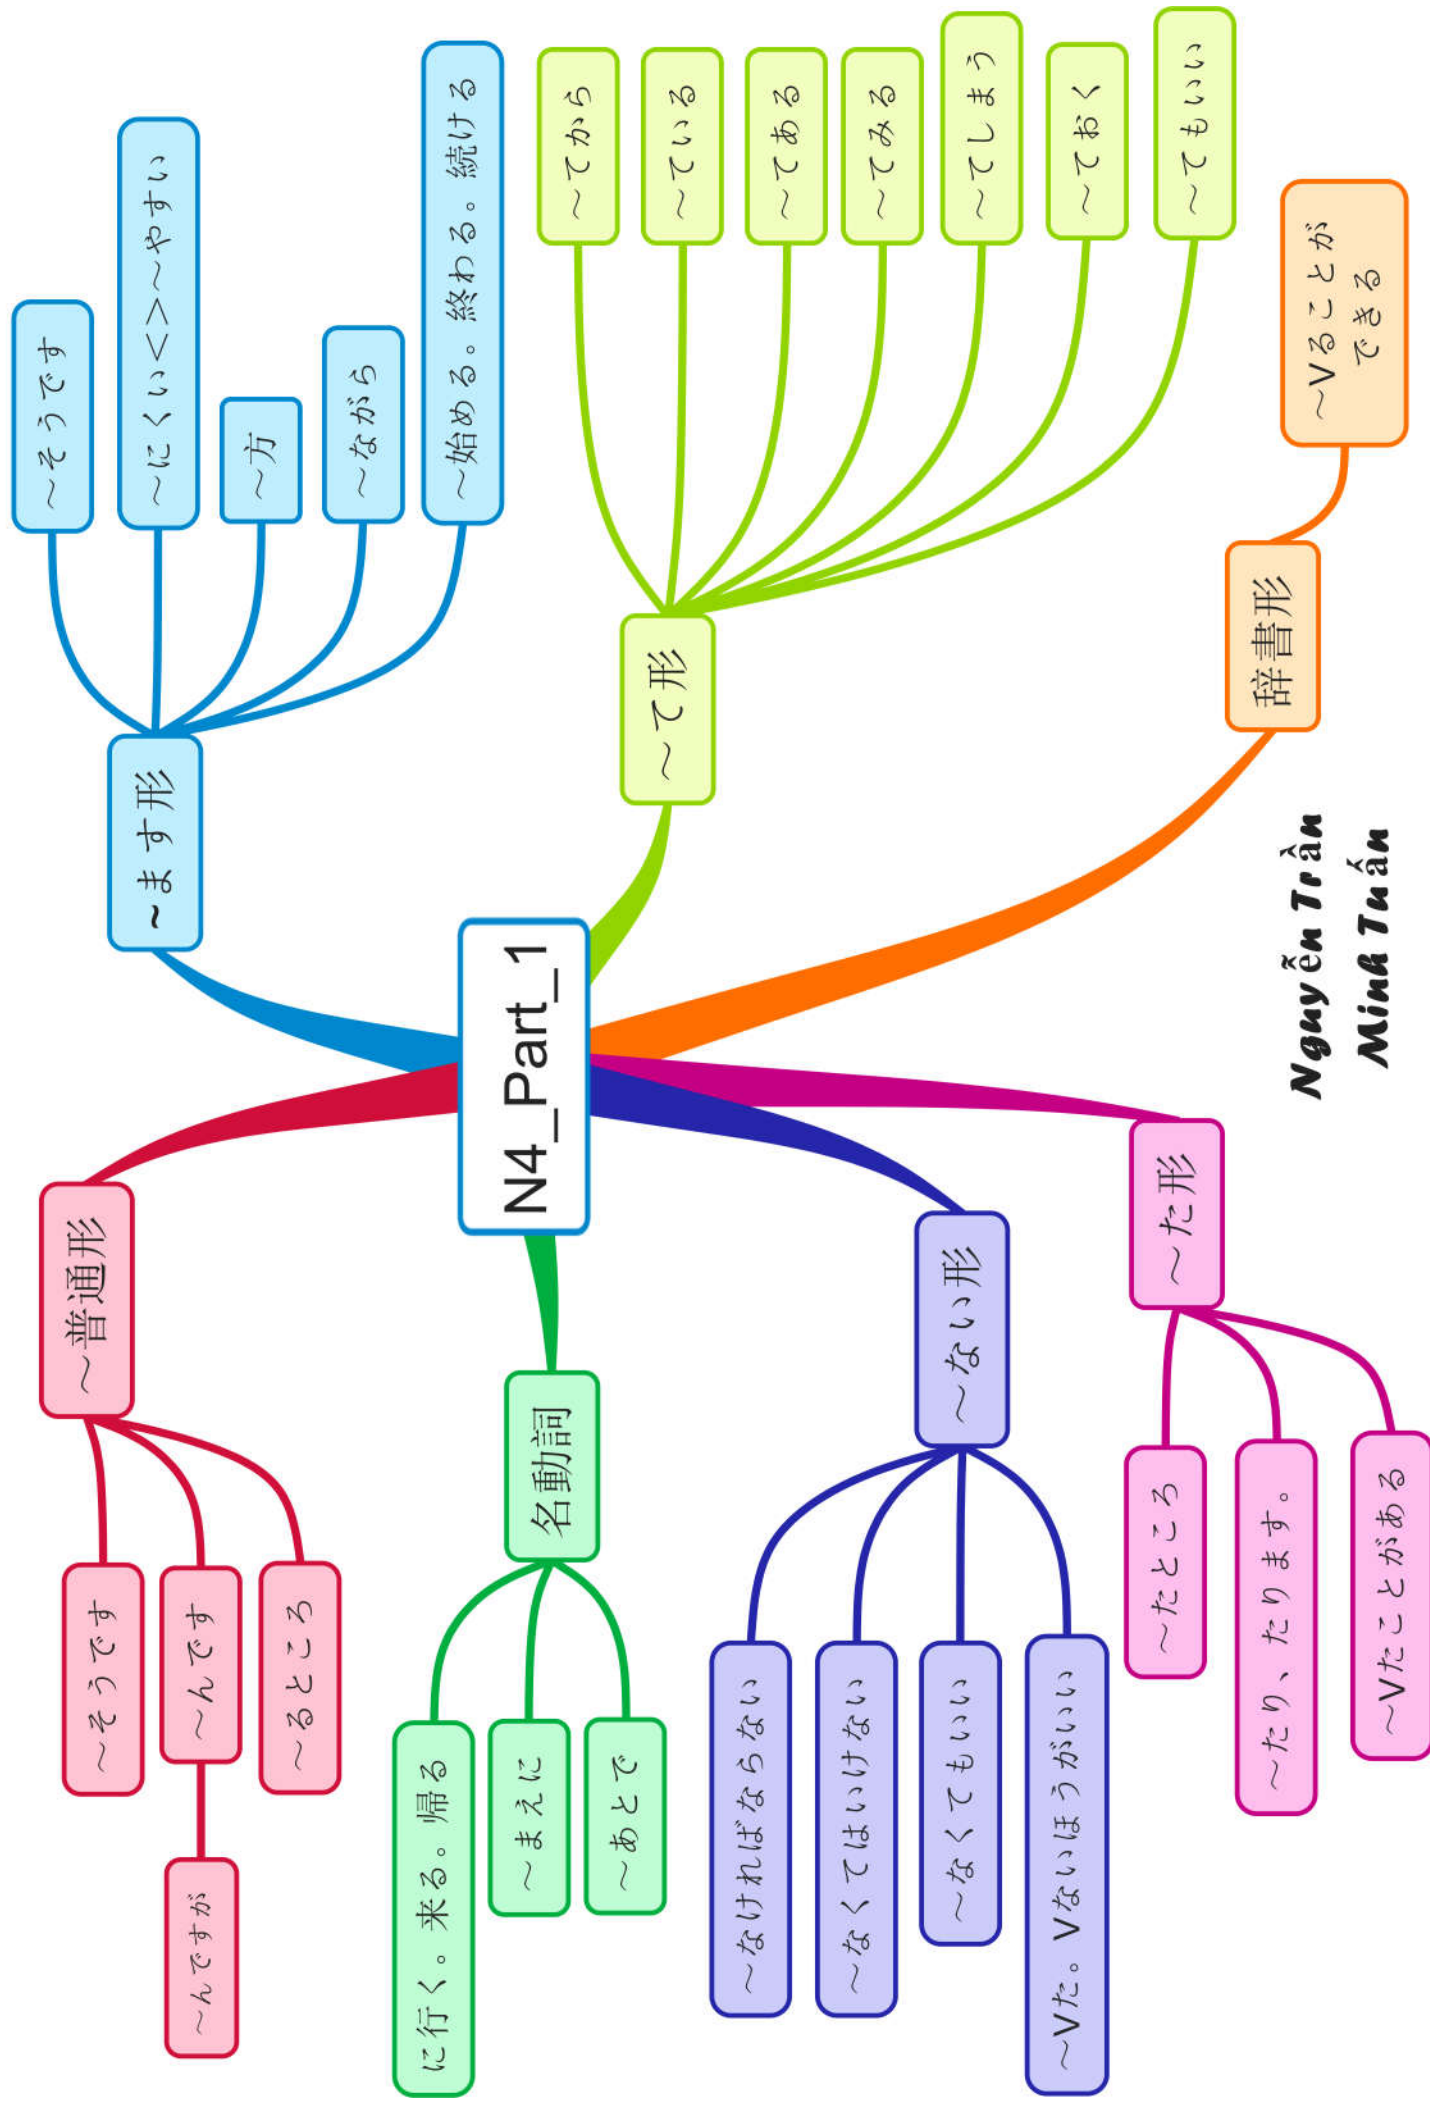 N4_Part_1
~ます形
～そうです
～にくい<>～やすい
～方
～ながら
～始める。終わる。続ける
～て形
～てから
～ている
～てある
～てみる
～てしまう
～ておく
～てもいい
辞書形
～Vることが
できる
～た形
～たところ
～たり、たります。
～Vたことがある
～ない形
～なければならない
～なくてはいけない
～なくてもいい
～Vた。Vないほうがいい
名動詞
に行く。来る。帰る
～まえに
～あとで
～普通形
～そうです
～んです
～んですが
～るところ
Nguyễn Trần
Minh Tuấn